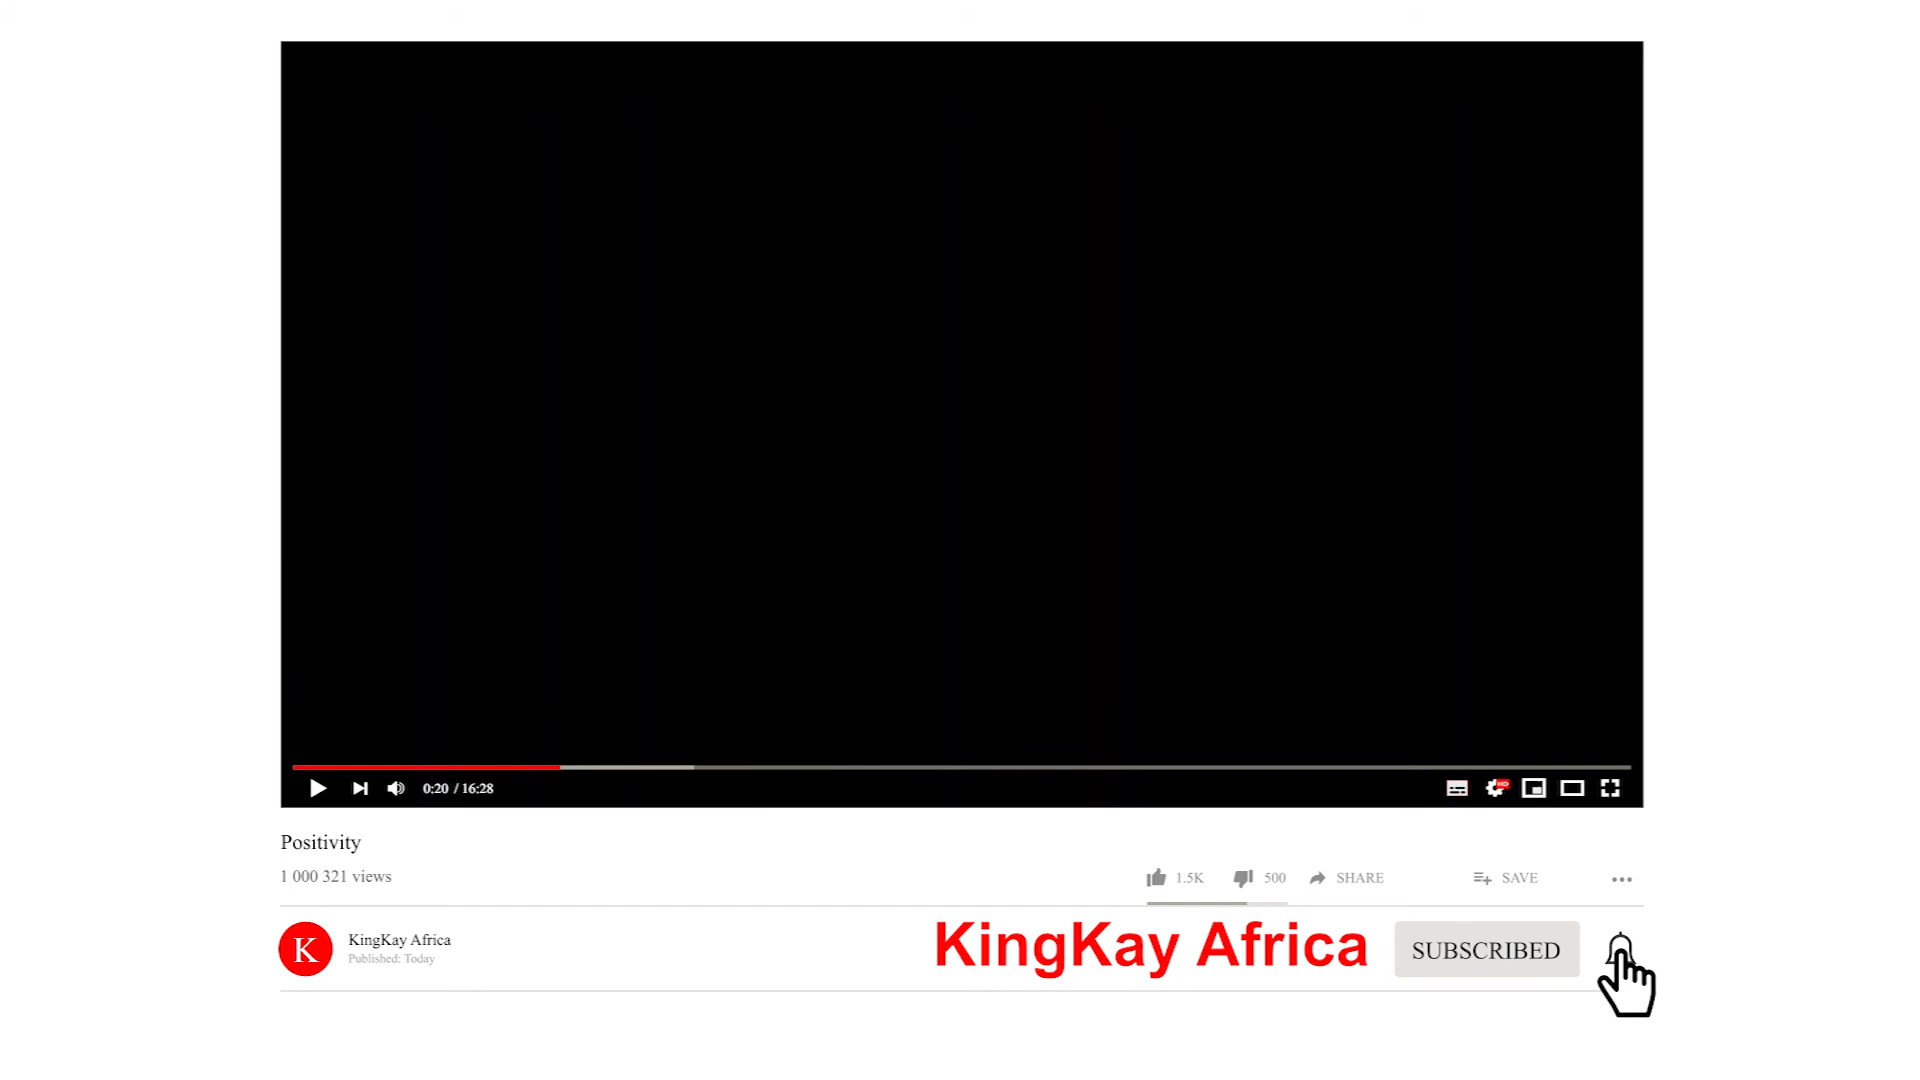 0:20 / 16:28
HD
Positivity
1 000 321 views
1.5K
500
SHARE
SAVE
K
KingKay Africa
Published: Today
KingKay Africa
SUBSCRIBED